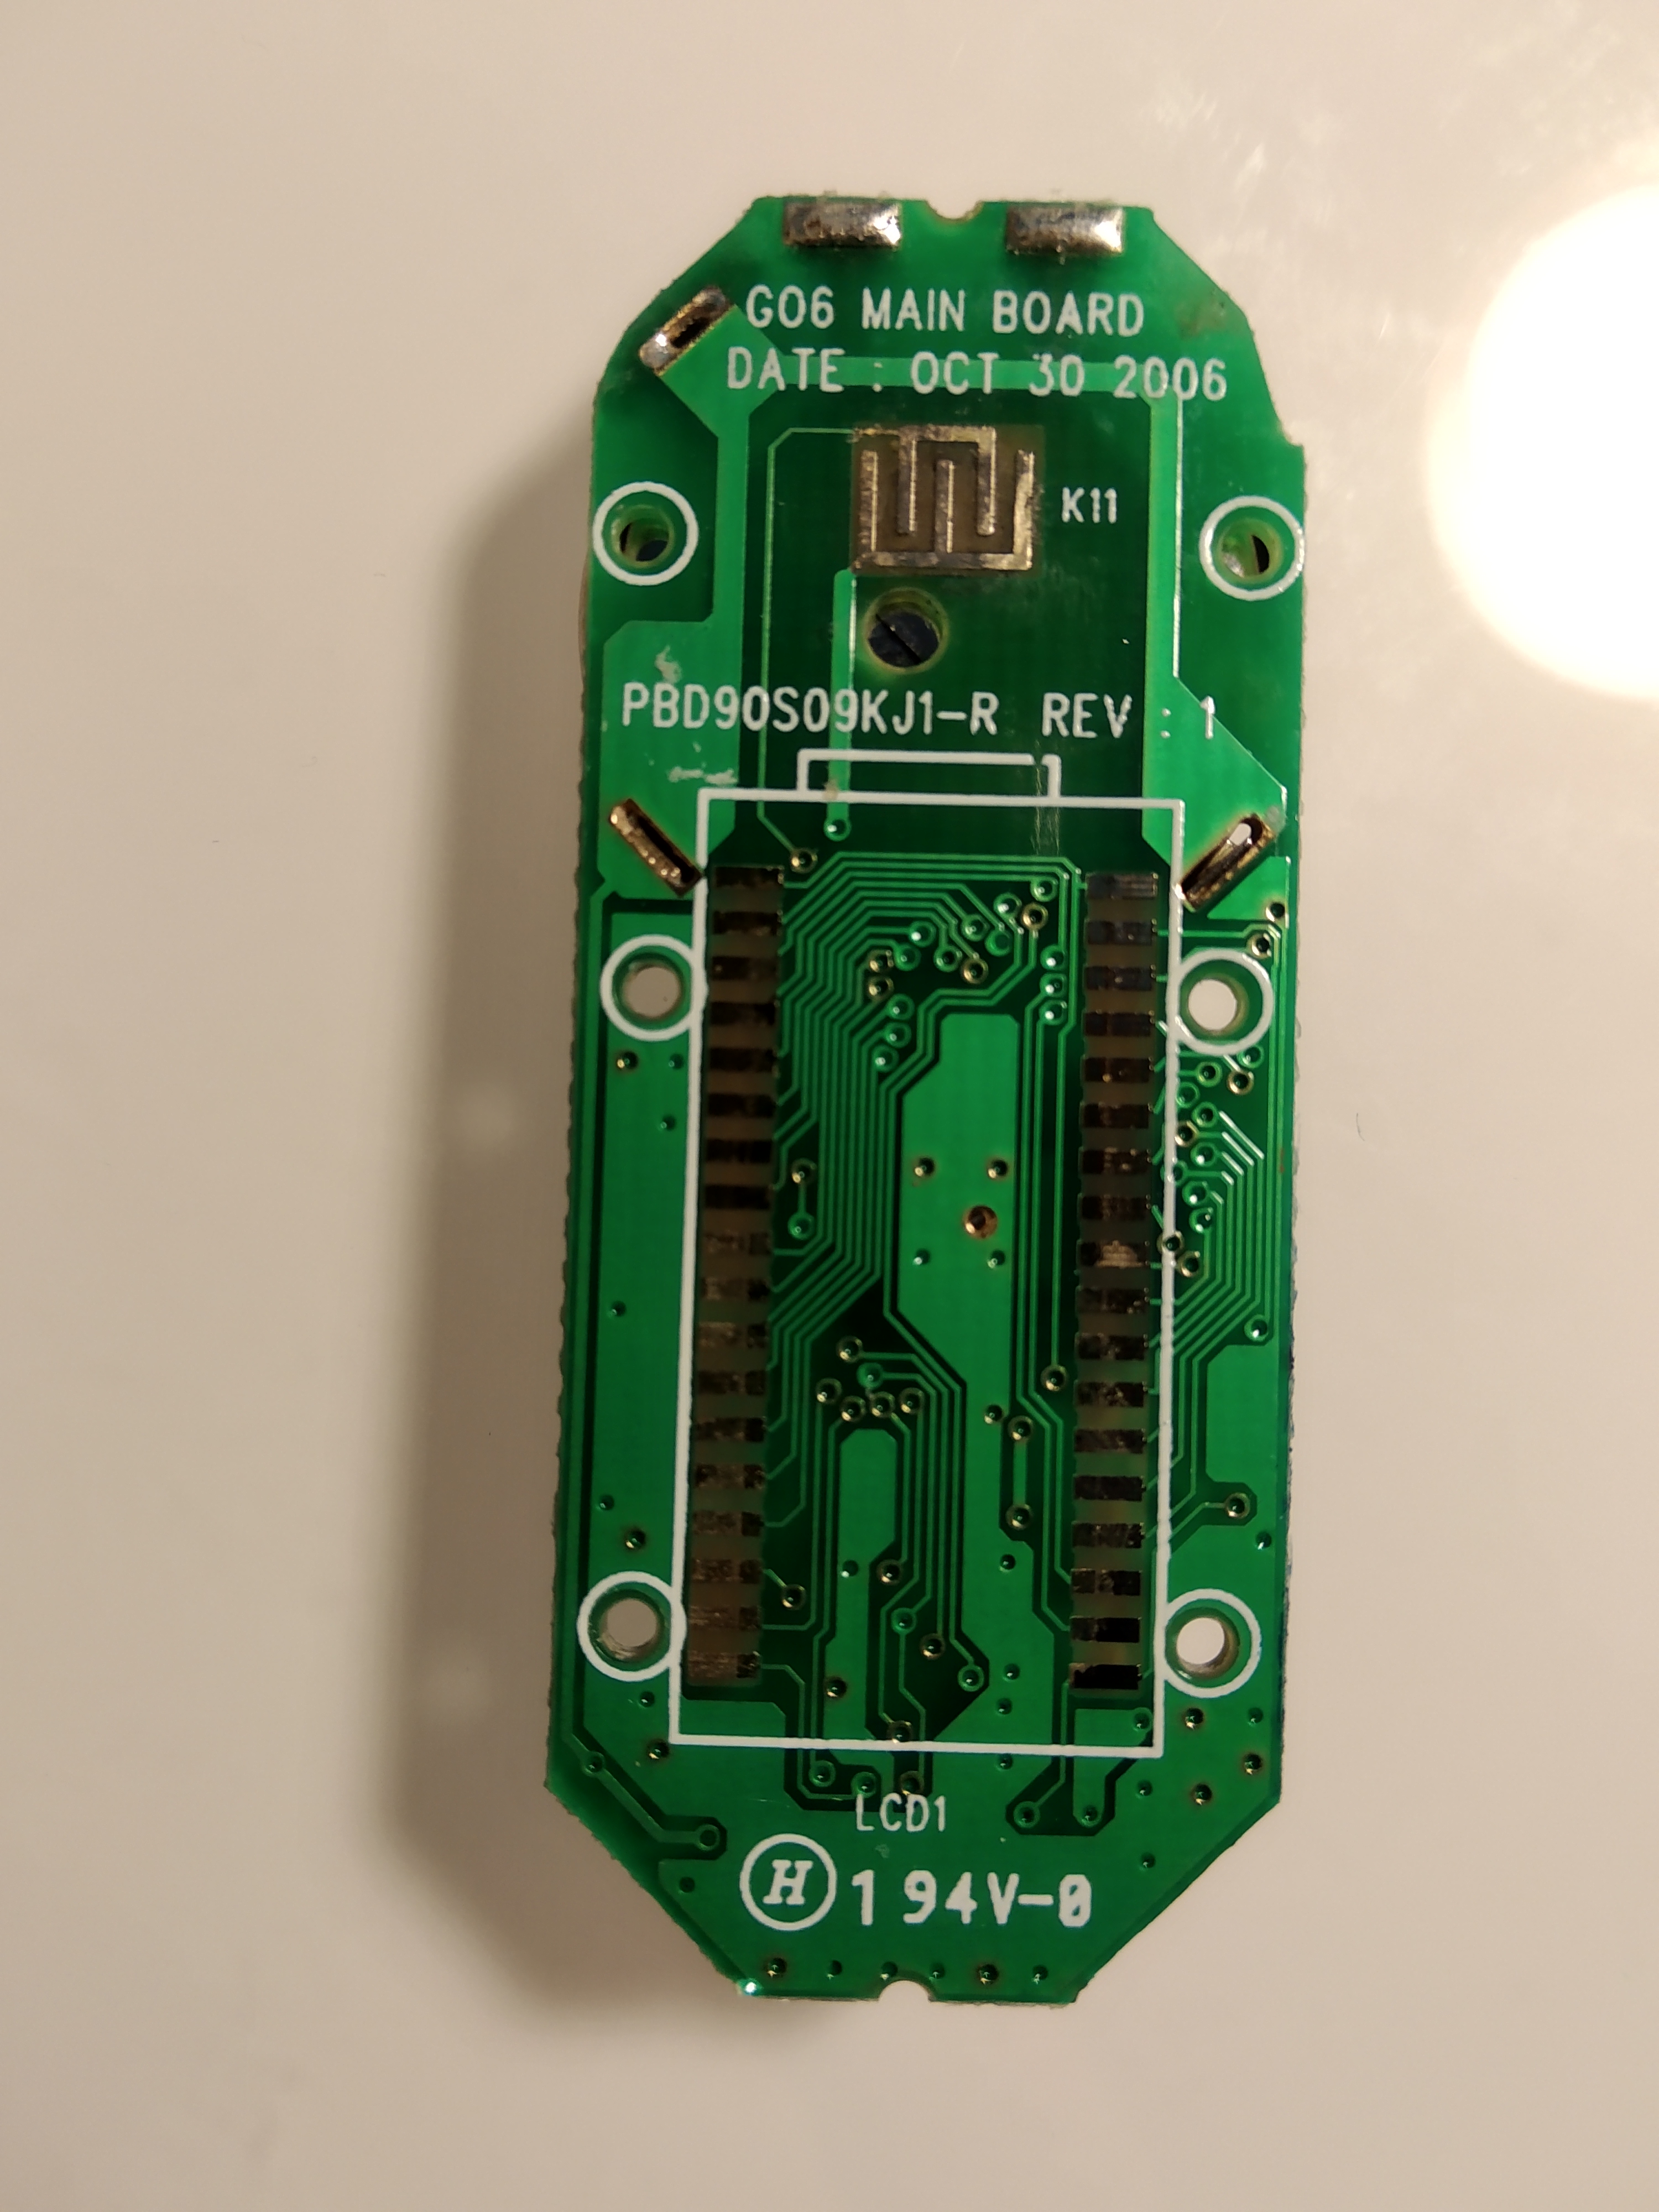 G06 MAIN BOARD
DATE : OCT 30 2006
K11
PBD90S09KJ1-R REV : 1
LCD1
H 1 94V-0